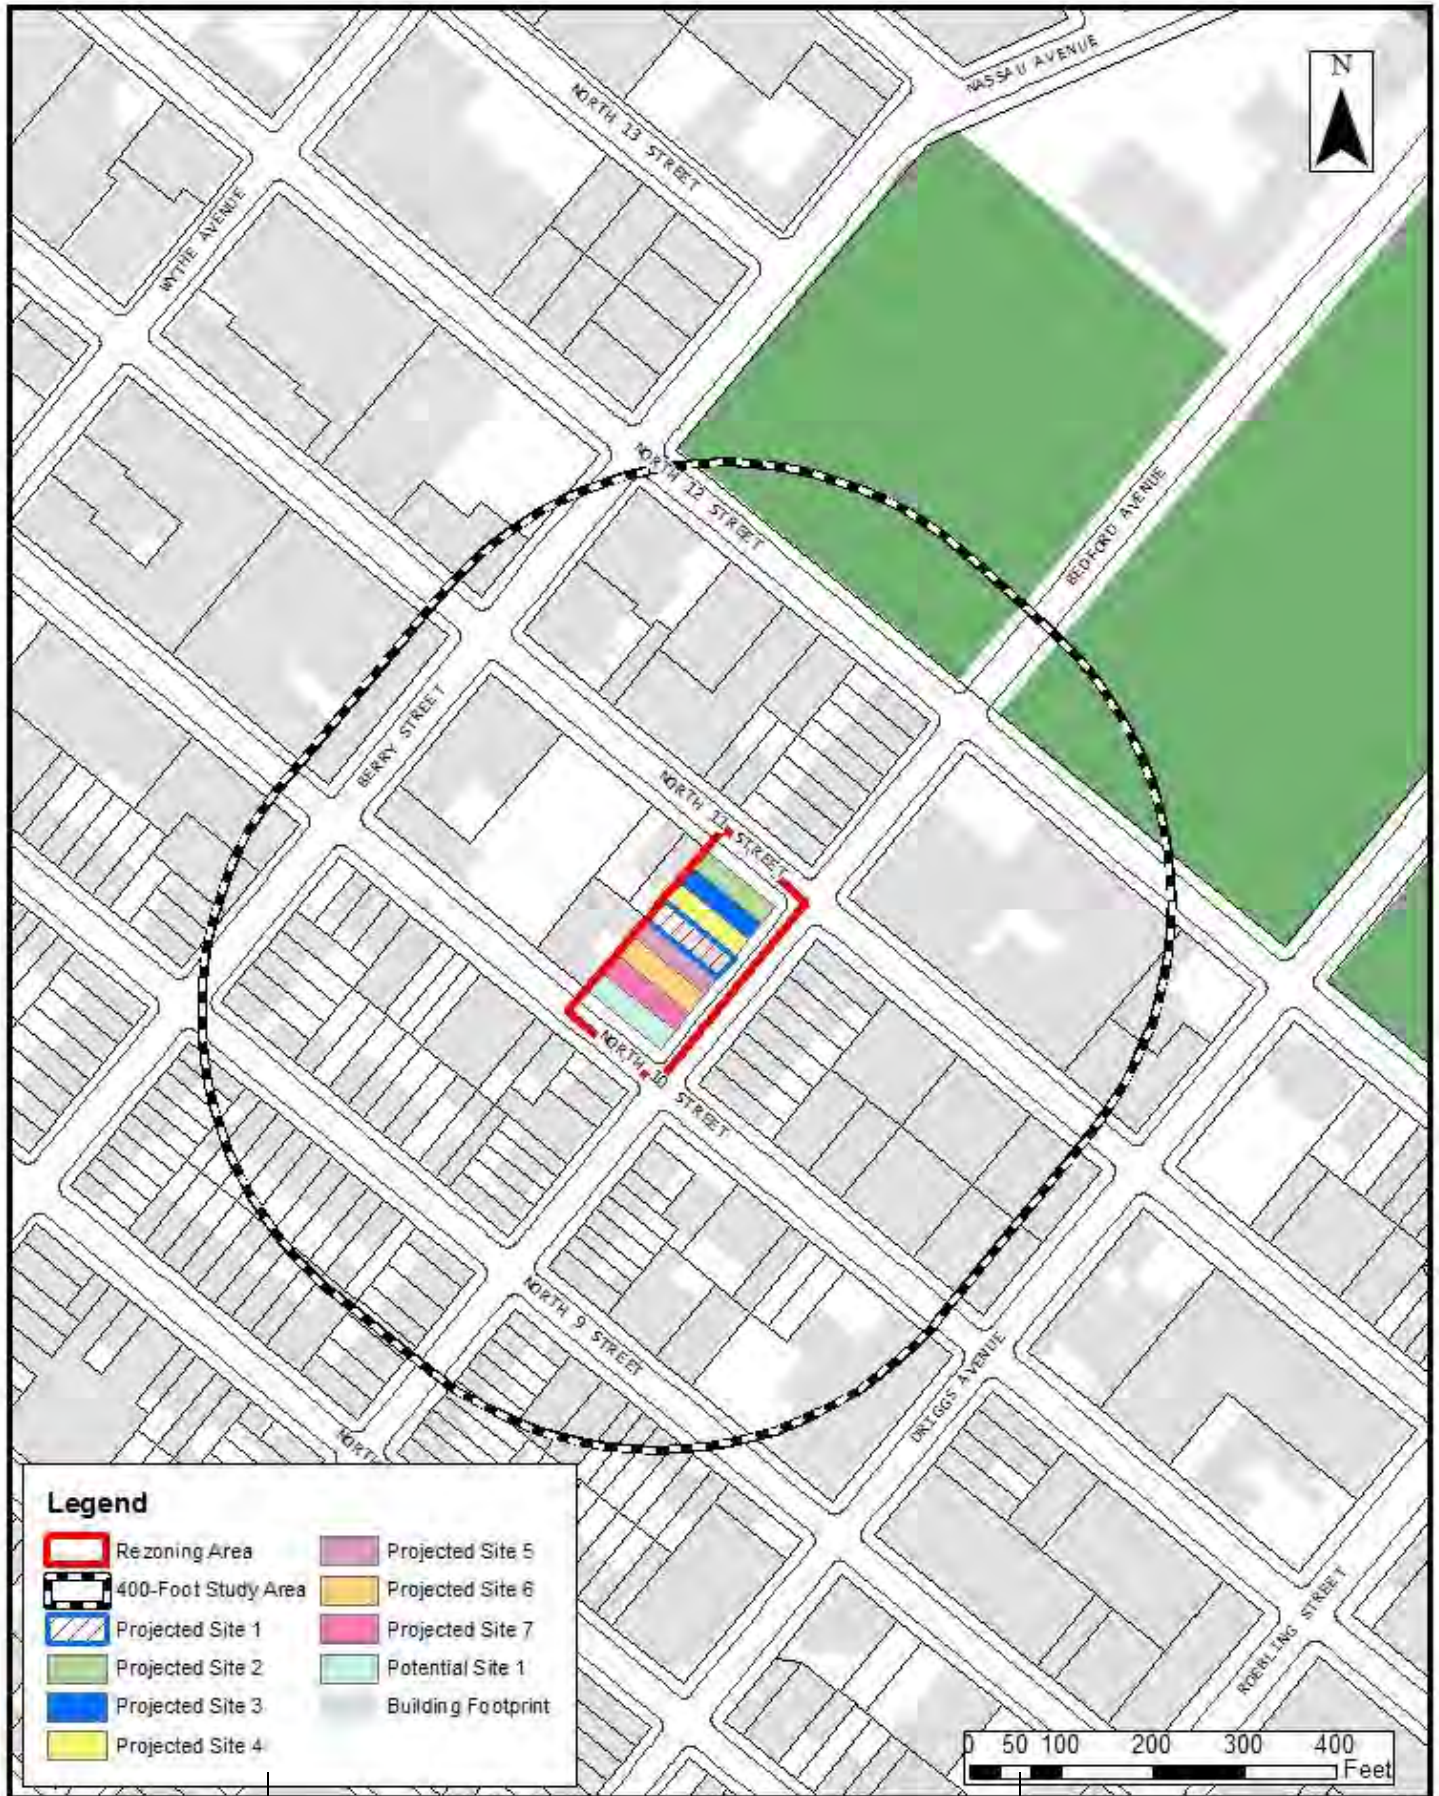 NASSAU AVENUE
N
NORTH 13 STREET
WYTHE AVENUE
NORTH 12 STREET
BEDFORD AVENUE
BERRY STREET
NORTH 11 STREET
NORTH 10 STREET
NORTH 9 STREET
DRIGGS AVENUE
NORTH
ROEBLING STREET
Legend
Rezoning Area
400-Foot Study Area
Projected Site 1
Projected Site 2
Projected Site 3
Projected Site 4
Projected Site 5
Projected Site 6
Projected Site 7
Potential Site 1
Building Footprint
0 50 100 200 300 400
Feet